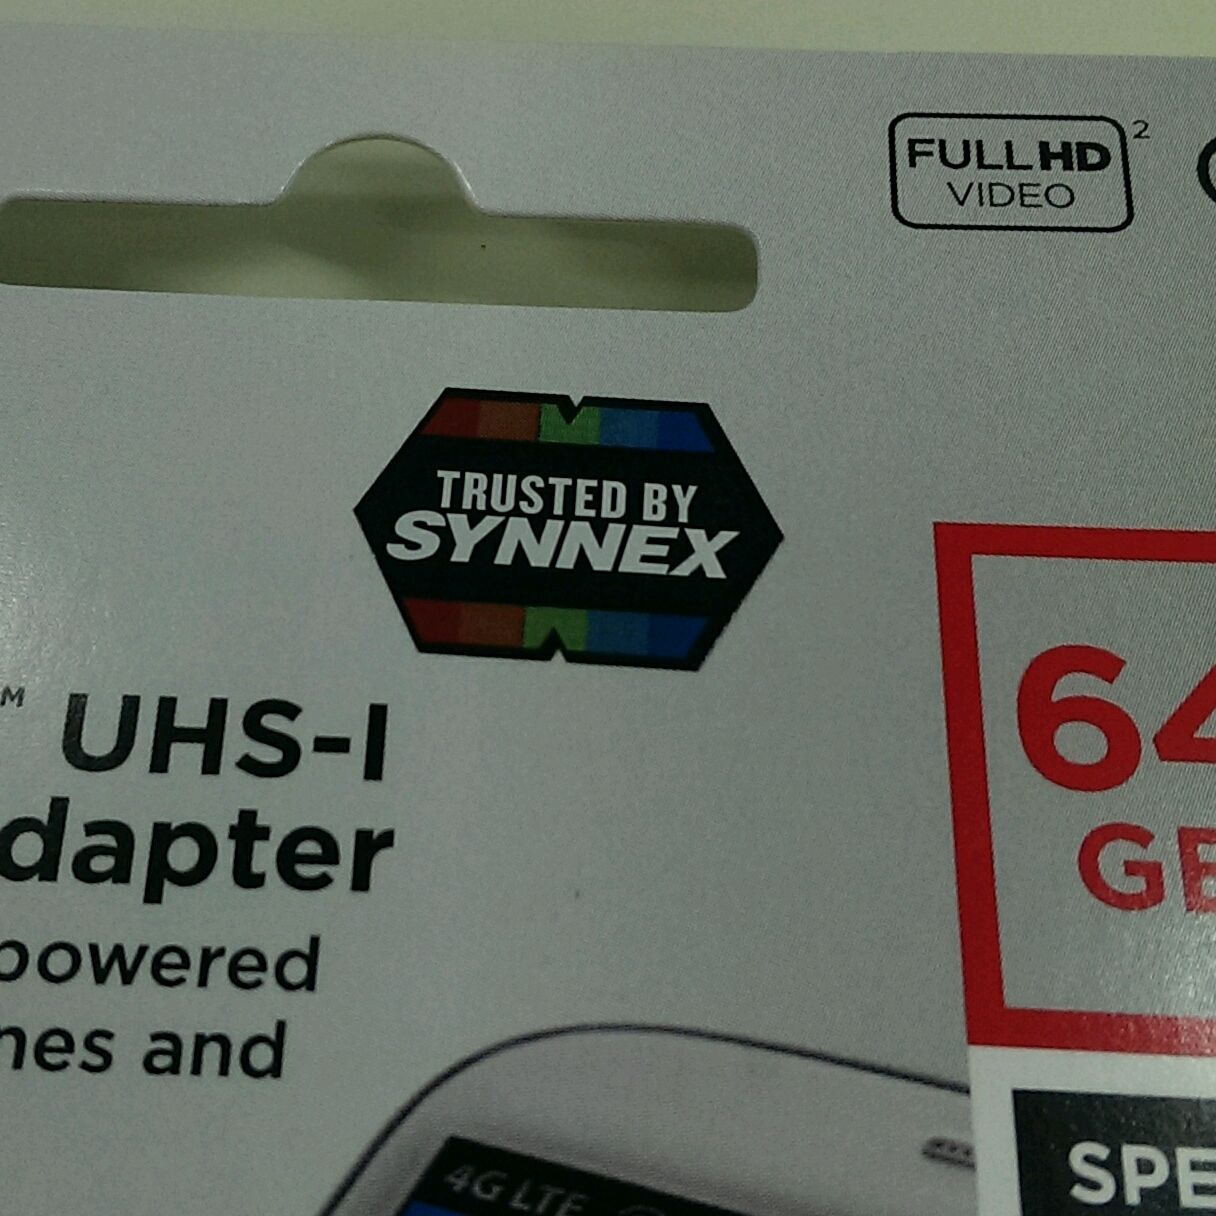 FULL HD 2
VIDEO
TRUSTED BY
SYNNEX
UHS-I
dapter
powered
nes and
64
GB
4G LTE
SPE